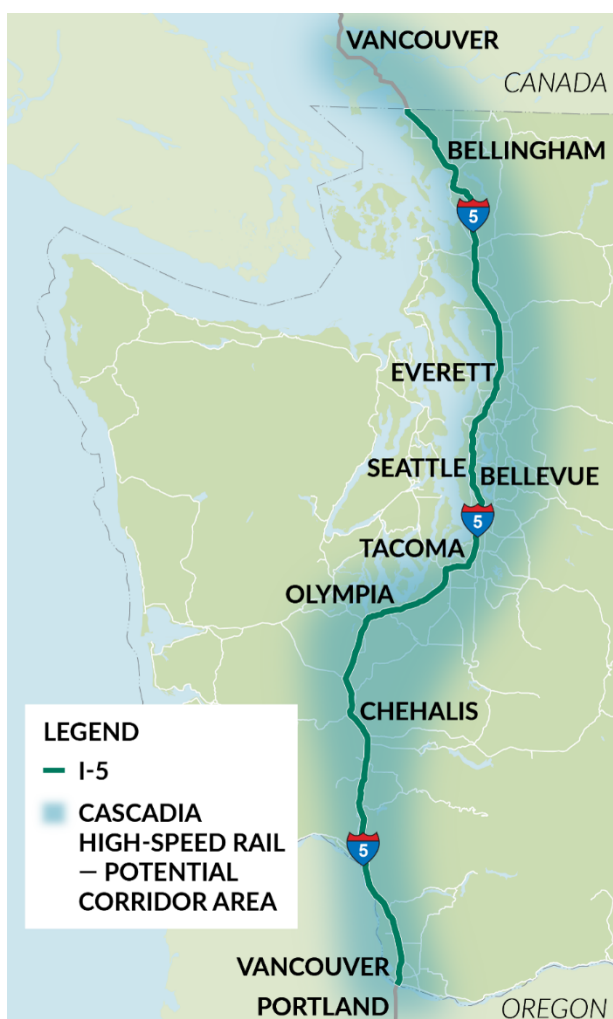 VANCOUVER
CANADA
BELLINGHAM
5
EVERETT
SEATTLE
BELLEVUE
5
TACOMA
OLYMPIA
CHEHALIS
LEGEND
I-5
CASCADIA
HIGH-SPEED RAIL
— POTENTIAL
CORRIDOR AREA
5
VANCOUVER
PORTLAND
OREGON